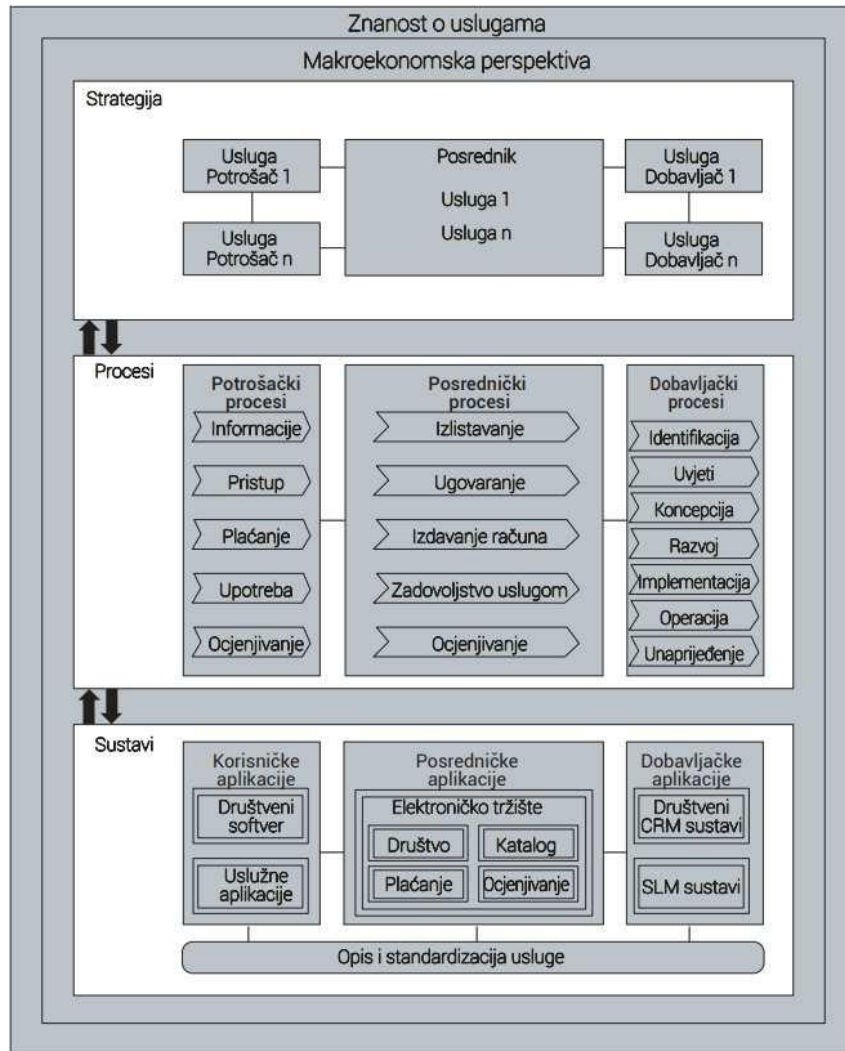 Znanost o uslugama
Makroekonomska perspektiva
Strategija
Usluga
Potrošač 1
Usluga
Potrošač n
Posrednik
Usluga 1
Usluga n
Usluga
Dobavljač 1
Usluga
Dobavljač n
Procesi
Potrošački
procesi
Informacije
Pristup
Plaćanje
Upotreba
Ocjenjivanje
Posrednički
procesi
Izlistavanje
Ugovaranje
Izdavanje računa
Zadovoljstvo uslugom
Ocjenjivanje
Dobavljački
procesi
Identifikacija
Uvjeti
Koncepcija
Razvoj
Implementacija
Operacija
Unaprijeđenje
Sustavi
Korisničke
aplikacije
Društveni
softver
Uslužne
aplikacije
Posredničke
aplikacije
Elektroničko tržište
Društvo
Katalog
Plaćanje
Ocjenjivanje
Dobavljačke
aplikacije
Društveni
CRM sustavi
SLM sustavi
Opis i standardizacija usluge